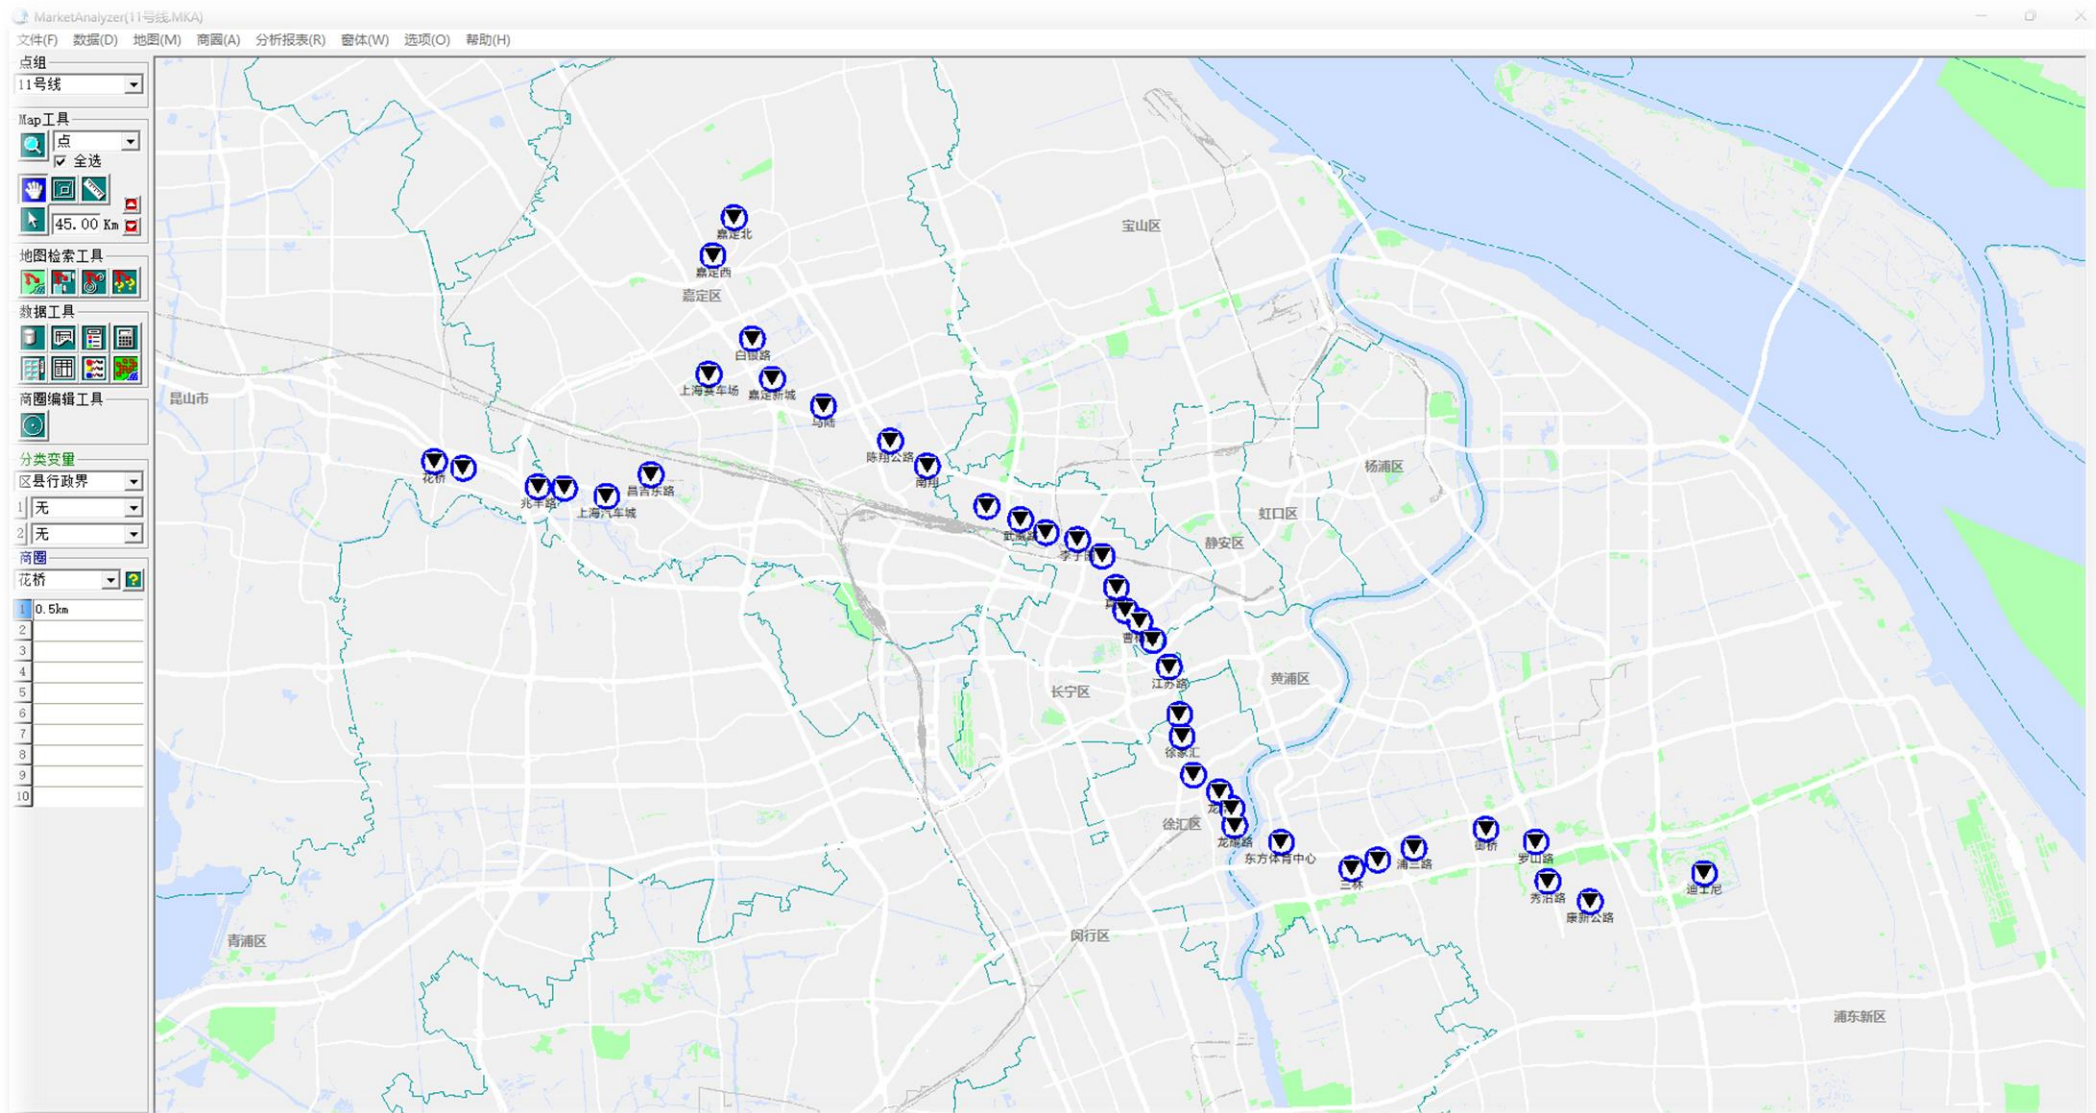 MarketAnalyzer(11号线.MKA)
文件(F) 数据(D) 地图(M) 商圈(A) 分析报表(R) 窗体(W) 选项(O) 帮助(H)
点组
11号线
Map工具
点
全选
45.00 Km
地图检索工具
数据工具
商圈编辑工具
分类变量
区县行政界
1 无
2 无
商圈
花桥
1 0.5km
2
3
4
5
6
7
8
9
10
宝山区
嘉定北
嘉定西
嘉定区
白银路
上海赛车场
嘉定新城
昆山市
马陆
陈翔公路
南翔
杨浦区
花桥
兆丰路
上海汽车城
昌吉东路
虹口区
武威路
静安区
李子园
江苏路
长宁区
黄浦区
徐家汇
徐汇区
龙耀路
东方体育中心
三林
浦三路
御桥
罗山路
秀沿路
康新公路
迪士尼
青浦区
闵行区
浦东新区